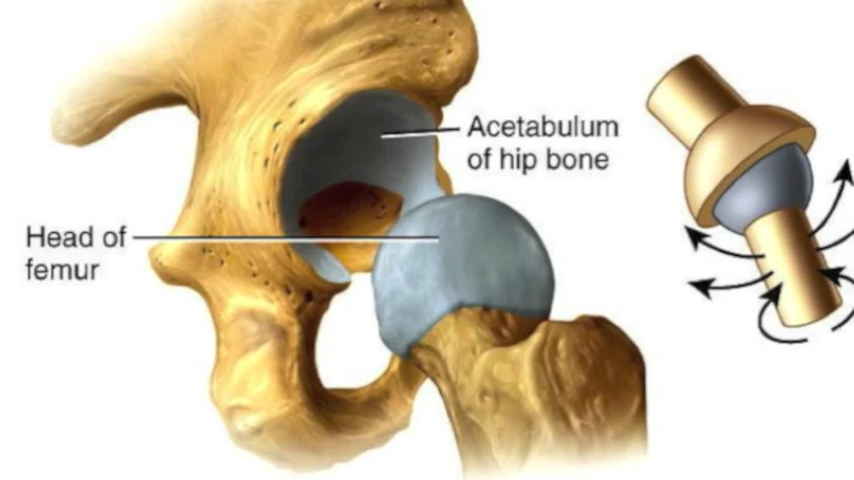 Acetabulum
of hip bone
Head of
femur